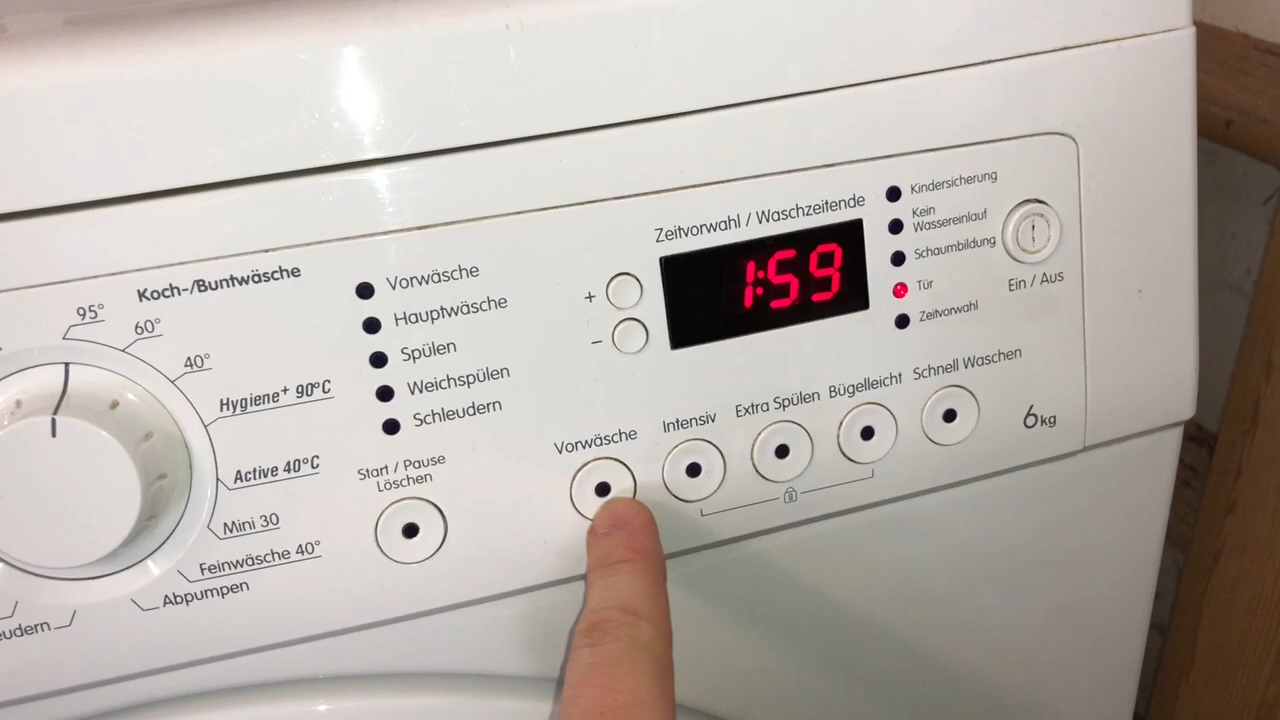 Koch-/Buntwäsche
95°
60°
40°
Hygiene+ 90°C
Active 40°C
Mini 30
Feinwäsche 40°
Abpumpen
eudern
Vorwäsche
Hauptwäsche
Spülen
Weichspülen
Schleudern
Start / Pause
Löschen
Zeitvorwahl / Waschzeitende
+
−
1:59
Kindersicherung
Kein
Wassereinlauf
Schaumbildung
Tür
Zeitvorwahl
Ein / Aus
Vorwäsche
Intensiv
Extra Spülen
Bügelleicht
Schnell Waschen
6kg